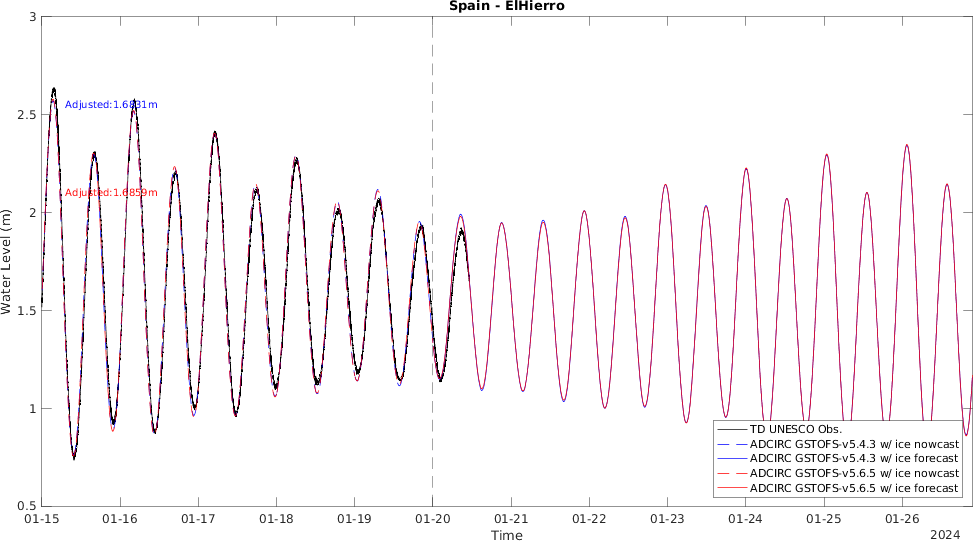 Spain - ElHierro
3
2.5
2
1.5
1
0.5
Water Level (m)
Adjusted:1.6831m
Adjusted:1.6859m
TD UNESCO Obs.
ADCIRC GSTOFS-v5.4.3 w/ ice nowcast
ADCIRC GSTOFS-v5.4.3 w/ ice forecast
ADCIRC GSTOFS-v5.6.5 w/ ice nowcast
ADCIRC GSTOFS-v5.6.5 w/ ice forecast
01-15 01-16 01-17 01-18 01-19 01-20 01-21 01-22 01-23 01-24 01-25 01-26
Time
2024